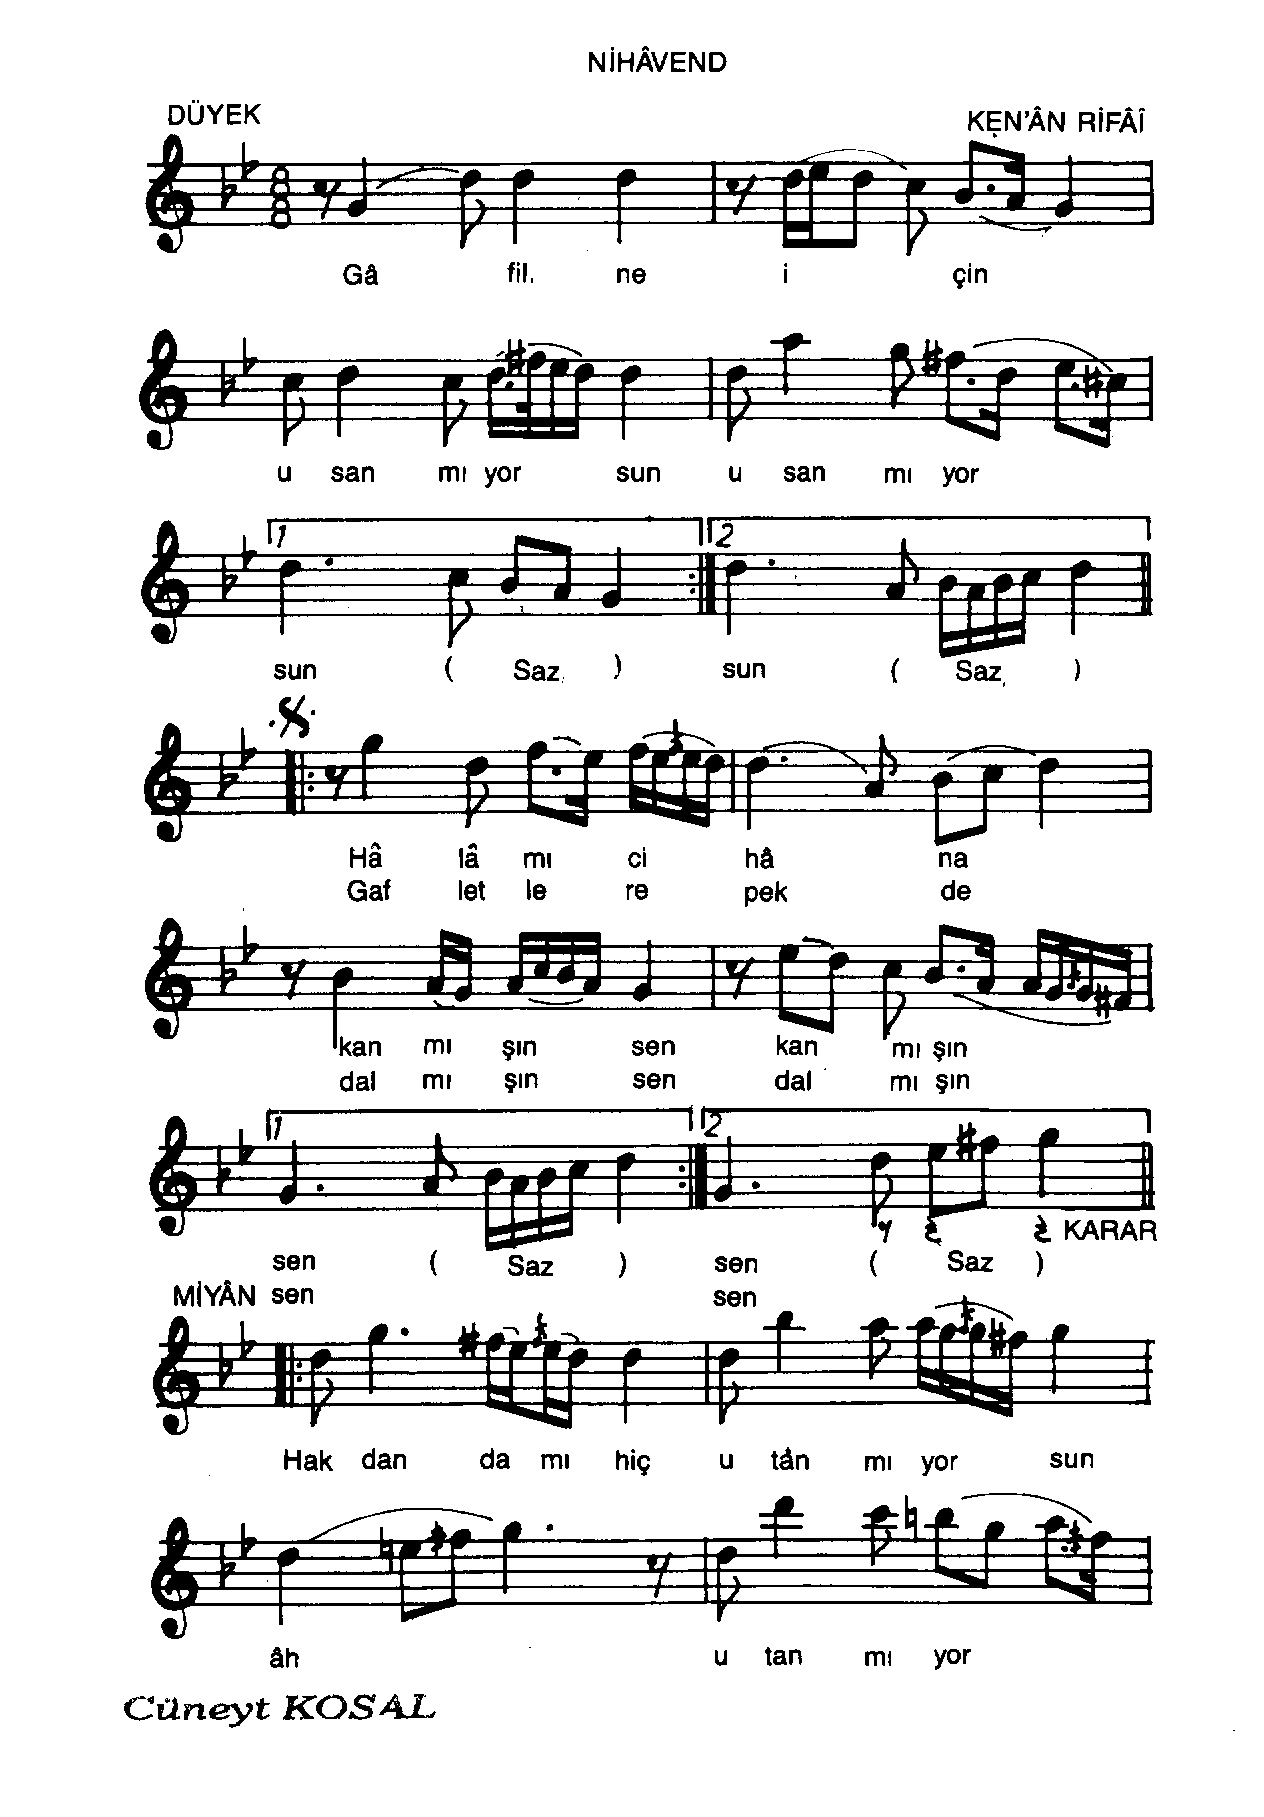 NİHÂVEND
DÜYEK
KEN'ÂN RİFÂÎ
Gâ fil. ne i çin
u san mı yor sun u san mı yor
1 2
sun ( Saz ) sun ( Saz )
Hâ lâ mı ci hâ na
Gaf let le re pek de
kan mı şın sen kan mı şın
dal mı şın sen dal mı şın
1 2
KARAR
sen ( Saz ) sen ( Saz )
MİYÂN sen sen
Hak dan da mı hiç u tan mı yor sun
âh u tan mı yor
Cüneyt KOSAL